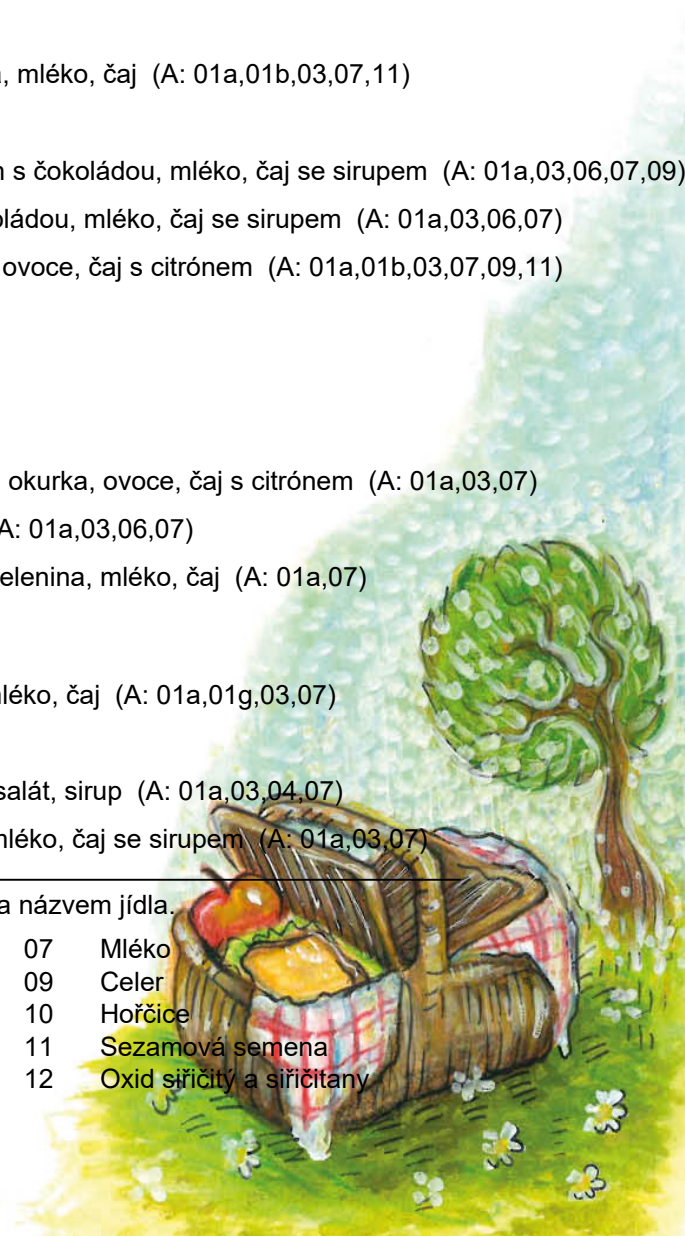 , mléko, čaj (A: 01a,01b,03,07,11)
s čokoládou, mléko, čaj se sirupem (A: 01a,03,06,07,09)
mléko, čaj se sirupem (A: 01a,03,06,07)
ovoce, čaj s citrónem (A: 01a,01b,03,07,09,11)
okurka, ovoce, čaj s citrónem (A: 01a,03,07)
A: 01a,03,06,07)
mléko, čaj (A: 01a,07)
čaj (A: 01a,01g,03,07)
salát, sirup (A: 01a,03,04,07)
mléko, čaj se sirupem (A: 01a,03,07)
názvem jídla.
07 Mléko
09 Celer
10 Hořčice
11 Sezamová semena
12 Oxid siřičitý a siřičitany